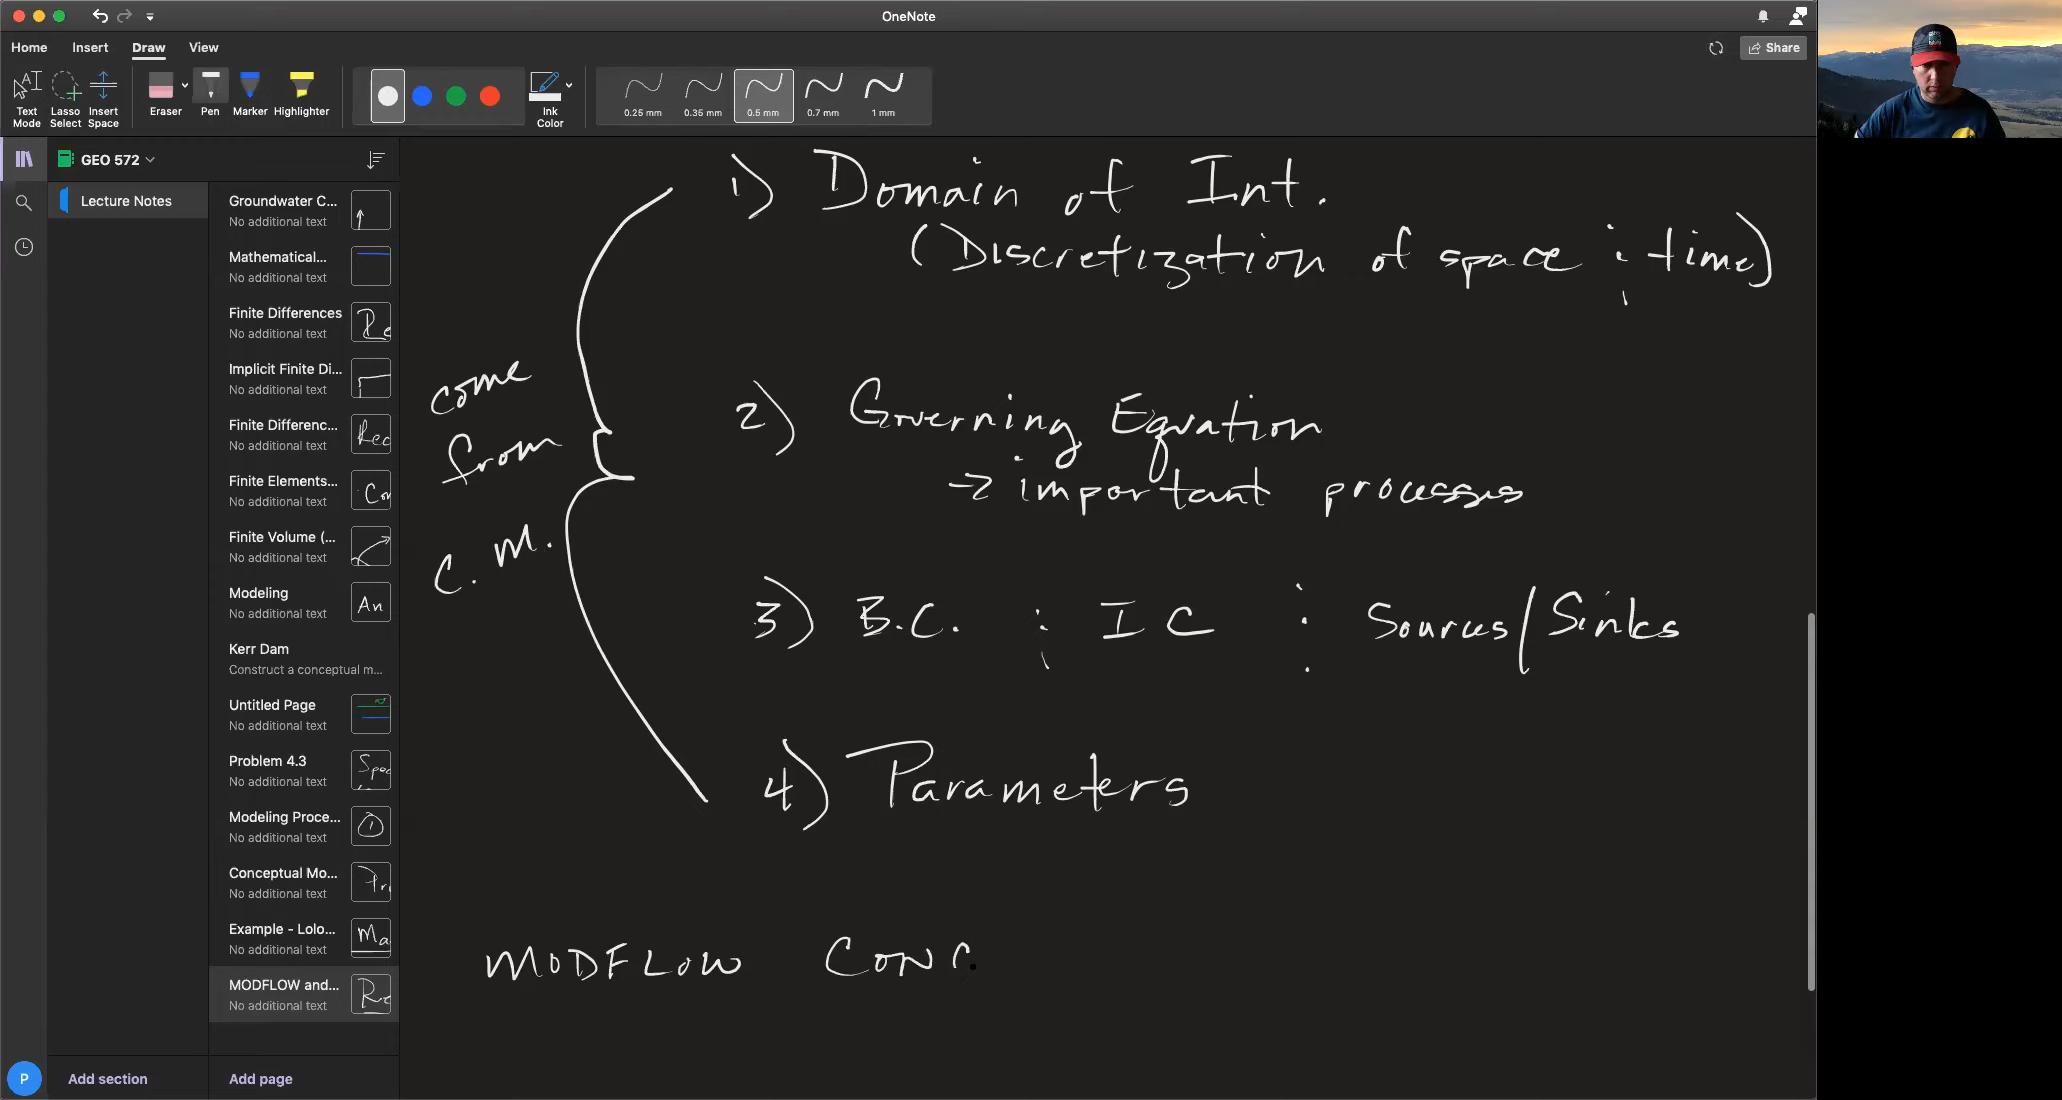 OneNote
Home Insert Draw View
Share
Text Mode
Lasso Select
Insert Space
Eraser
Pen
Marker
Highlighter
Ink Color
0.25 mm
0.35 mm
0.5 mm
0.7 mm
1 mm
GEO 572
Lecture Notes
Groundwater C...
No additional text
Mathematical...
No additional text
Finite Differences
No additional text
Implicit Finite Di...
No additional text
Finite Differenc...
No additional text
Finite Elements...
No additional text
Finite Volume (...
No additional text
Modeling
No additional text
Kerr Dam
Construct a conceptual m...
Untitled Page
No additional text
Problem 4.3
No additional text
Modeling Proce...
No additional text
Conceptual Mo...
No additional text
Example - Lolo...
No additional text
MODFLOW and...
No additional text
P
Add section
Add page
1) Domain of Int.
(Discretization of space & time)
2) Governing Equation
→ important processes
3) B.C. & IC & Sources/Sinks
4) Parameters
come
from
C. M.
MODFLOW CONC